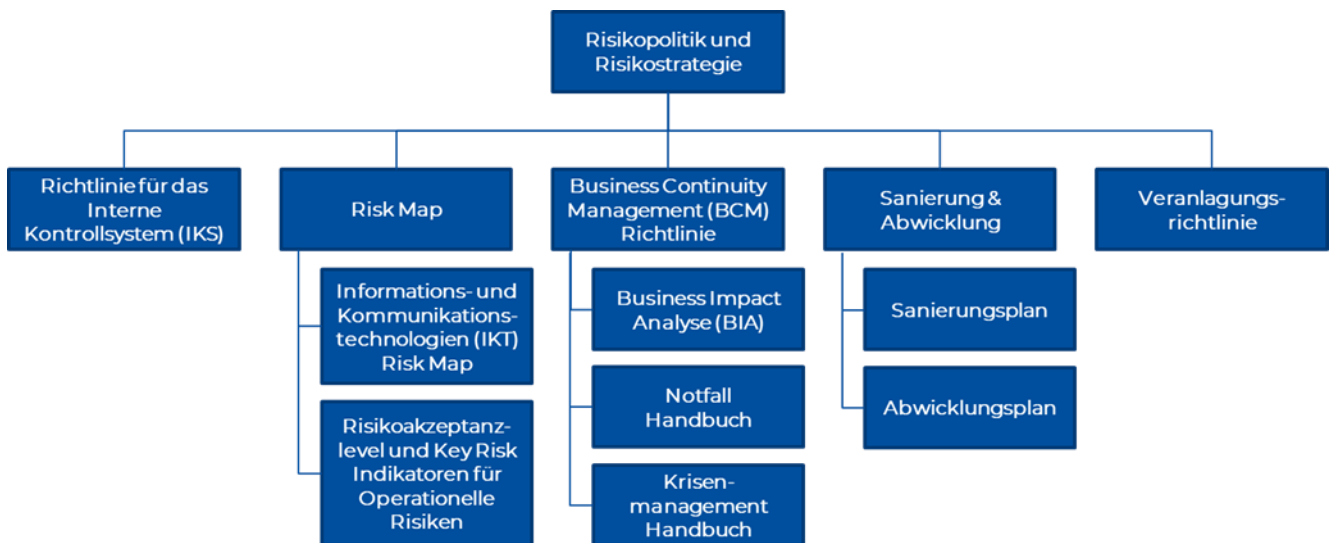 Risikopolitik und
Risikostrategie
Richtlinie für das
Interne
Kontrollsystem (IKS)
Risk Map
Informations- und
Kommunikations-
technologien (IKT)
Risk Map
Risikoakzeptanz-
level und Key Risk
Indikatoren für
Operationelle
Risiken
Business Continuity
Management (BCM)
Richtlinie
Business Impact
Analyse (BIA)
Notfall
Handbuch
Krisen-
management
Handbuch
Sanierung &
Abwicklung
Sanierungsplan
Abwicklungsplan
Veranlagungs-
richtlinie